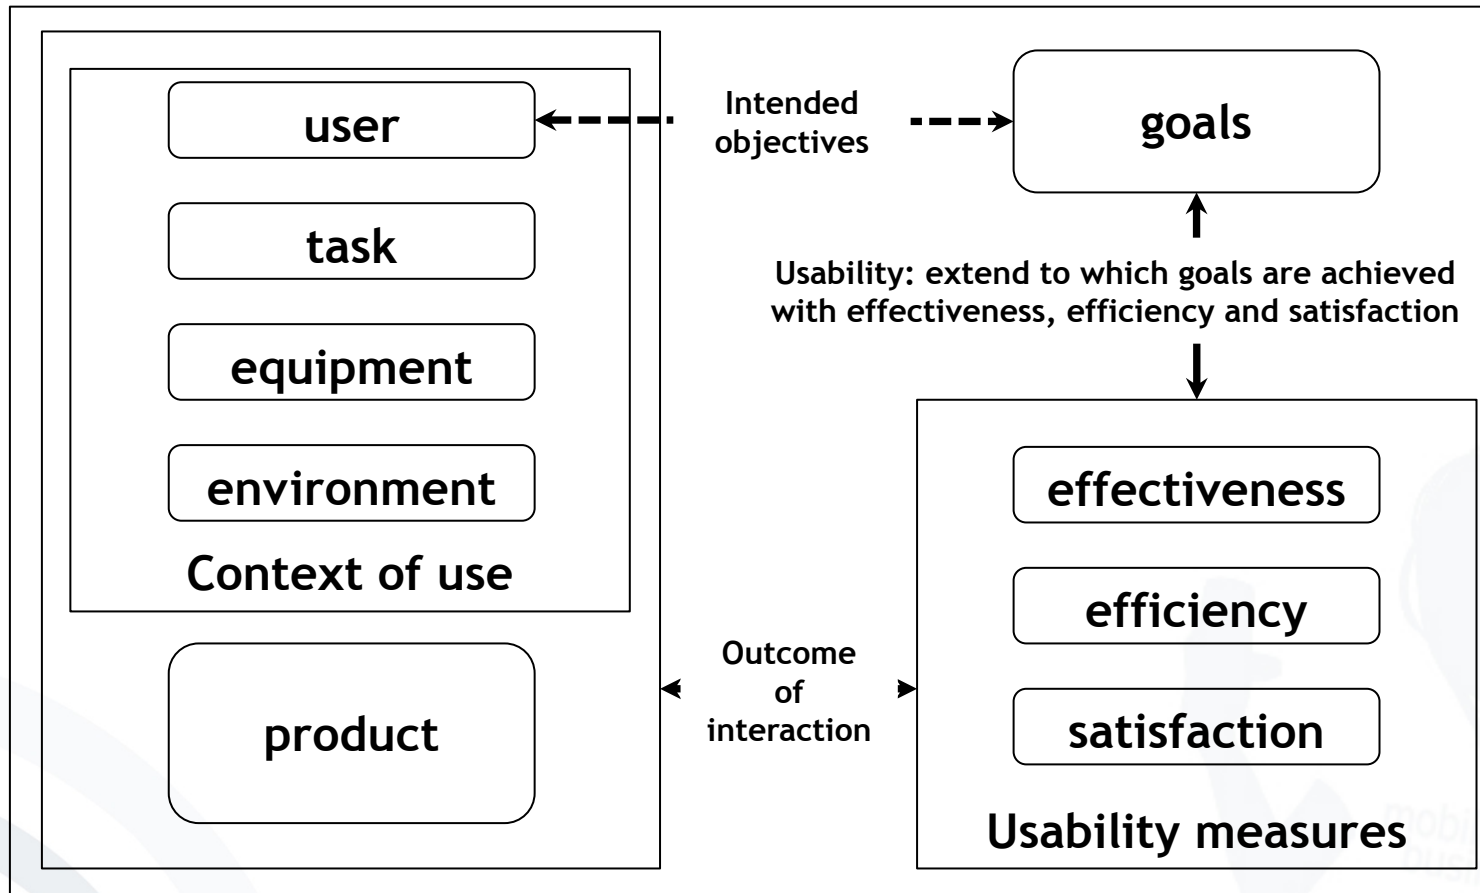 user
task
equipment
environment
Context of use
product
Intended
objectives
goals
Usability: extend to which goals are achieved
with effectiveness, efficiency and satisfaction
Outcome
of
interaction
effectiveness
efficiency
satisfaction
Usability measures